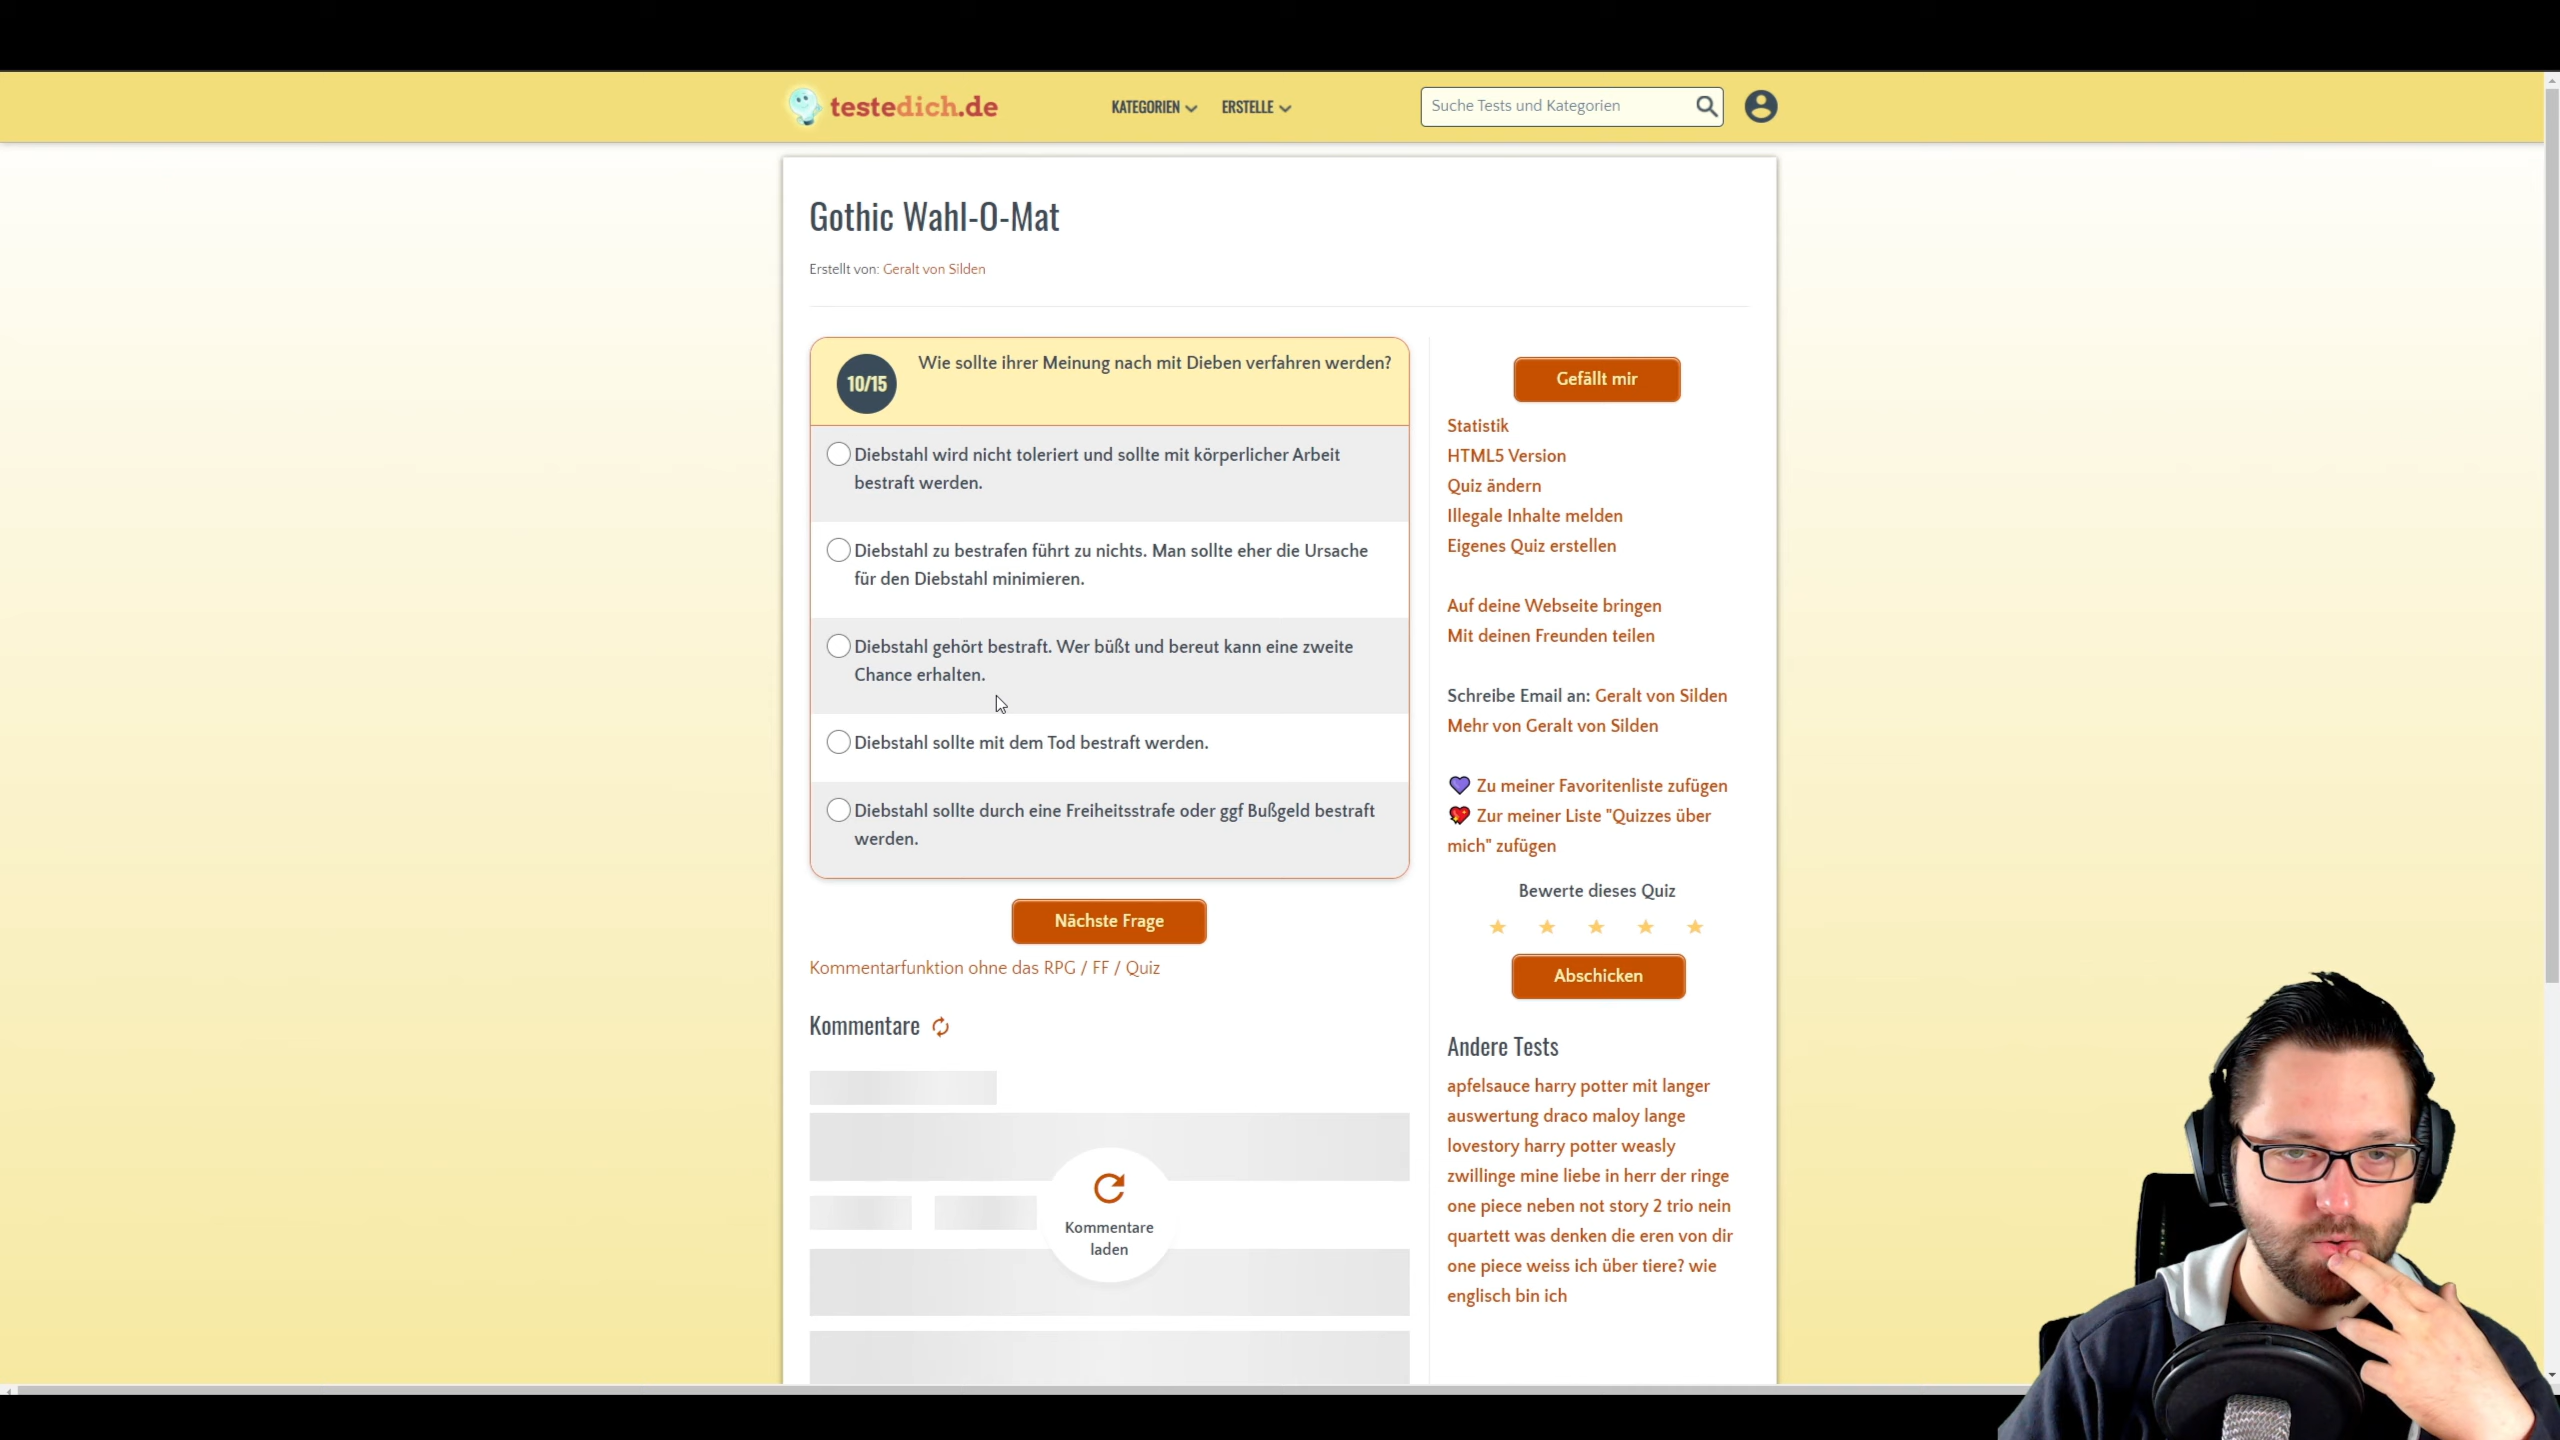 testedich.de
KATEGORIEN
ERSTELLE
Suche Tests und Kategorien
Gothic Wahl-O-Mat
Erstellt von: Geralt von Silden
10/15
Wie sollte ihrer Meinung nach mit Dieben verfahren werden?
Diebstahl wird nicht toleriert und sollte mit körperlicher Arbeit
bestraft werden.
Diebstahl zu bestrafen führt zu nichts. Man sollte eher die Ursache
für den Diebstahl minimieren.
Diebstahl gehört bestraft. Wer büßt und bereut kann eine zweite
Chance erhalten.
Diebstahl sollte mit dem Tod bestraft werden.
Diebstahl sollte durch eine Freiheitsstrafe oder ggf Bußgeld bestraft
werden.
Nächste Frage
Kommentarfunktion ohne das RPG / FF / Quiz
Kommentare
Kommentare
laden
Gefällt mir
Statistik
HTML5 Version
Quiz ändern
Illegale Inhalte melden
Eigenes Quiz erstellen
Auf deine Webseite bringen
Mit deinen Freunden teilen
Schreibe Email an: Geralt von Silden
Mehr von Geralt von Silden
Zu meiner Favoritenliste zufügen
Zur meiner Liste "Quizzes über
mich" zufügen
Bewerte dieses Quiz
Abschicken
Andere Tests
apfelsauce harry potter mit langer
auswertung draco maloy lange
lovestory harry potter weasly
zwillinge mine liebe in herr der ringe
one piece neben not story 2 trio nein
quartett was denken die eren von dir
one piece weiss ich über tiere? wie
englisch bin ich